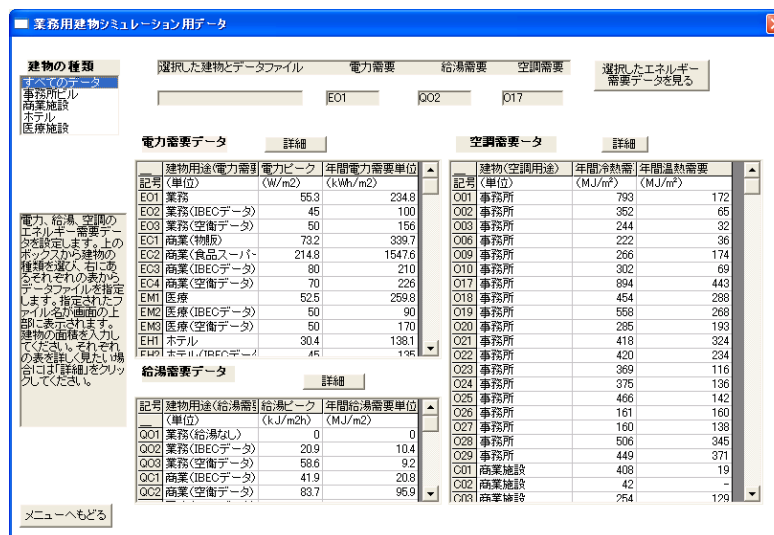 業務用建物シミュレーション用データ
建物の種類
すべてのデータ
事務所ビル
商業施設
ホテル
医療施設
選択した建物とデータファイル 電力需要 給湯需要 空調需要
E01 Q02 O17
選択したエネルギー
需要データを見る
電力、給湯、空調の
エネルギー需要デー
タを設定します。上の
ボックスから建物の
種類を選び、右にあ
るそれぞれの表から
データファイルを指定
します。指定されたフ
ァイル名が画面の上
部に表示されます。
建物の面積を入力し
てください。それぞれ
の表を詳しく見たい場
合には「詳細」をクリッ
クしてください。
メニューへもどる
電力需要データ 詳細
建物用途(電力需要 電力ピーク 年間電力需要単位
記号 (単位) (W/m2) (kWh/m2)
E01 業務 55.3 234.8
E02 業務(IBECデータ) 45 100
E03 業務(空衛データ) 50 156
EC1 商業(物販) 73.2 339.7
EC2 商業(食品スーパー 214.8 1547.6
EC3 商業(IBECデータ) 80 210
EC4 商業(空衛データ) 70 226
EM1 医療 52.5 259.8
EM2 医療(IBECデータ) 50 90
EM3 医療(空衛データ) 50 170
EH1 ホテル 30.4 138.1
EH2 ホテル(IBECデータ 45 135
給湯需要データ 詳細
記号 建物用途(給湯需要 給湯ピーク 年間給湯需要単位
(単位) (kJ/m2h) (MJ/m2)
Q01 業務(給湯なし) 0 0
Q02 業務(IBECデータ) 20.9 10.4
Q03 業務(空衛データ) 58.6 9.2
QC1 商業(IBECデータ) 41.9 20.8
QC2 商業(空衛データ) 83.7 95.9
空調需要ータ 詳細
建物(空調用途) 年間冷熱需 年間温熱需要
記号 (単位) (MJ/㎡) (MJ/㎡)
O01 事務所 793 172
O02 事務所 352 65
O03 事務所 244 32
O06 事務所 222 36
O09 事務所 266 174
O10 事務所 302 69
O17 事務所 894 443
O18 事務所 454 288
O19 事務所 558 268
O20 事務所 285 193
O21 事務所 418 324
O22 事務所 420 234
O23 事務所 369 116
O24 事務所 375 136
O25 事務所 466 142
O26 事務所 161 160
O27 事務所 160 138
O28 事務所 506 345
O29 事務所 449 371
C01 商業施設 408 19
C02 商業施設 42 -
C03 商業施設 254 129